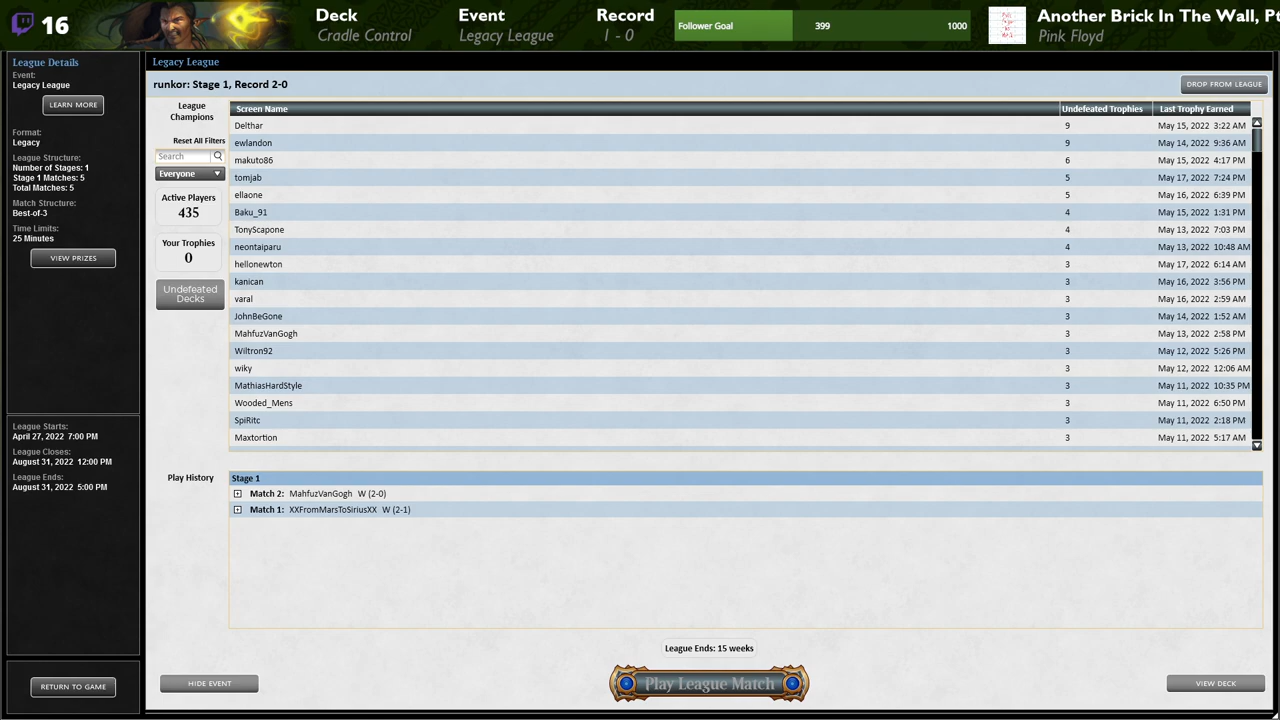 16
Deck
Cradle Control
Event
Legacy League
Record
1 - 0
Follower Goal 399 1000
Another Brick In The Wall, P
Pink Floyd
League Details
Event:
Legacy League
LEARN MORE
Format:
Legacy
League Structure:
Number of Stages: 1
Stage 1 Matches: 5
Total Matches: 5
Match Structure:
Best-of-3
Time Limits:
25 Minutes
VIEW PRIZES
League Starts:
April 27, 2022 7:00 PM
League Closes:
August 31, 2022 12:00 PM
League Ends:
August 31, 2022 5:00 PM
RETURN TO GAME
Legacy League
runkor: Stage 1, Record 2-0
DROP FROM LEAGUE
League
Champions
Reset All Filters
Search
Everyone
Active Players
435
Your Trophies
0
Undefeated
Decks
Screen Name Undefeated Trophies Last Trophy Earned
Delthar 9 May 15, 2022 3:22 AM
ewlandon 9 May 14, 2022 9:36 AM
makuto86 6 May 15, 2022 4:17 PM
tomjab 5 May 17, 2022 7:24 PM
ellaone 5 May 16, 2022 6:39 PM
Baku_91 4 May 15, 2022 1:31 PM
TonyScapone 4 May 13, 2022 7:03 PM
neontaiparu 4 May 13, 2022 10:48 AM
hellonewton 3 May 17, 2022 6:14 AM
kanican 3 May 16, 2022 3:56 PM
varal 3 May 16, 2022 2:59 AM
JohnBeGone 3 May 14, 2022 1:52 AM
MahfuzVanGogh 3 May 13, 2022 2:58 PM
Wiltron92 3 May 12, 2022 5:26 PM
wiky 3 May 12, 2022 12:06 AM
MathiasHardStyle 3 May 11, 2022 10:35 PM
Wooded_Mens 3 May 11, 2022 6:50 PM
SpiRitc 3 May 11, 2022 2:18 PM
Maxtortion 3 May 11, 2022 5:17 AM
Play History
Stage 1
Match 2: MahfuzVanGogh W (2-0)
Match 1: XXFromMarsToSiriusXX W (2-1)
League Ends: 15 weeks
HIDE EVENT
Play League Match
VIEW DECK